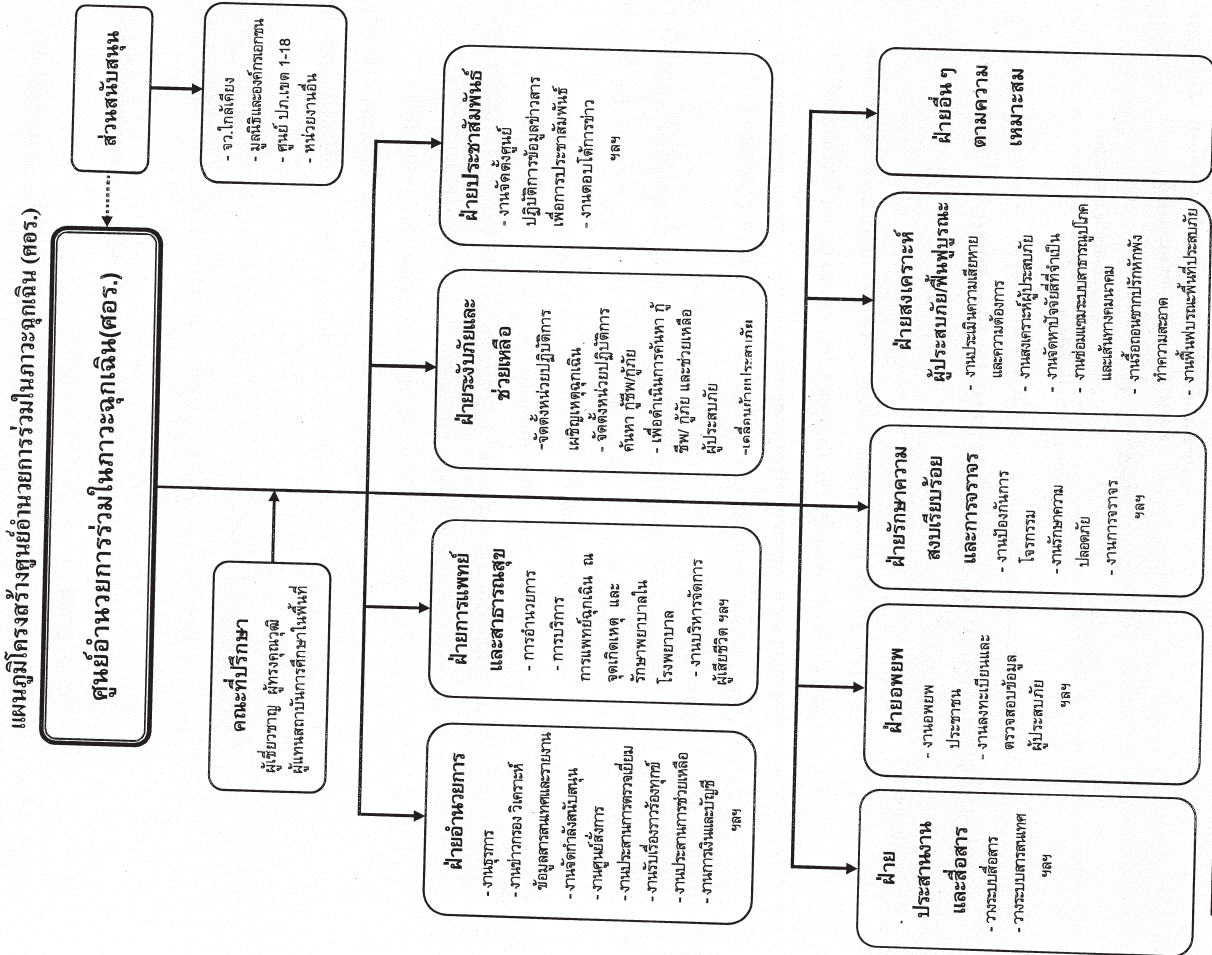 แผนภูมิโครงสร้างศูนย์อำนวยการร่วมในภาวะฉุกเฉิน (ศอร.)
ศูนย์อำนวยการร่วมในภาวะฉุกเฉิน(ศอร.)
ส่วนสนับสนุน
- จว.ใกล้เคียง
- มูลนิธิและองค์กรเอกชน
- ศูนย์ ปภ.เขต 1-18
- หน่วยงานอื่น
คณะที่ปรึกษา
ผู้เชี่ยวชาญ ผู้ทรงคุณวุฒิ
ผู้แทนสถาบันการศึกษาในพื้นที่
ฝ่ายอำนวยการ
- งานธุรการ
- งานข่าวกรอง วิเคราะห์
ข้อมูลสารสนเทศและรายงาน
-งานจัดกำลังสนับสนุน
-งานศูนย์สั่งการ
-งานประสานการตรวจเยี่ยม
-งานรับเรื่องราวร้องทุกข์
-งานประสานการช่วยเหลือ
-งานการเงินและบัญชี
ฯลฯ
ฝ่ายการแพทย์
และสาธารณสุข
- การอำนวยการ
- การบริการ
การแพทย์ฉุกเฉิน ณ
จุดเกิดเหตุ และ
รักษาพยาบาลใน
โรงพยาบาล
- งานบริหารจัดการ
ผู้เสียชีวิต ฯลฯ
ฝ่ายระงับภัยและ
ช่วยเหลือ
-จัดตั้งหน่วยปฏิบัติการ
เผชิญเหตุฉุกเฉิน
- จัดตั้งหน่วยปฏิบัติการ
ค้นหา กู้ชีพ/กู้ภัย
- เพื่อดำเนินการค้นหา กู้
ชีพ/ กู้ภัย และช่วยเหลือ
ผู้ประสบภัย
-เคลื่อนย้ายผู้ประสบภัย
ฝ่ายประชาสัมพันธ์
- งานจัดตั้งศูนย์
ปฏิบัติการข้อมูลข่าวสาร
เพื่อการประชาสัมพันธ์
- งานตอบโต้การข่าว
ฯลฯ
ฝ่าย
ประสานงาน
และสื่อสาร
- วางระบบสื่อสาร
- วางระบบสารสนเทศ
ฯลฯ
ฝ่ายอพยพ
- งานอพยพ
ประชาชน
-งานลงทะเบียนและ
ตรวจสอบข้อมูล
ผู้ประสบภัย
ฯลฯ
ฝ่ายรักษาความ
สงบเรียบร้อย
และการจราจร
- งานป้องกันการ
โจรกรรม
-งานรักษาความ
ปลอดภัย
- งานการจราจร
ฯลฯ
ฝ่ายสงเคราะห์
ผู้ประสบภัย/ฟื้นฟูบูรณะ
- งานประเมินความเสียหาย
และความต้องการ
- งานสงเคราะห์ผู้ประสบภัย
- งานจัดหาปัจจัยสี่ที่จำเป็น
- งานซ่อมแซมระบบสาธารณูปโภค
และเส้นทางคมนาคม
- งานรื้อถอนซากปรักหักพัง
ทำความสะอาด
- งานฟื้นฟูบูรณะพื้นที่ประสบภัย
ฝ่ายอื่น ๆ
ตามความ
เหมาะสม